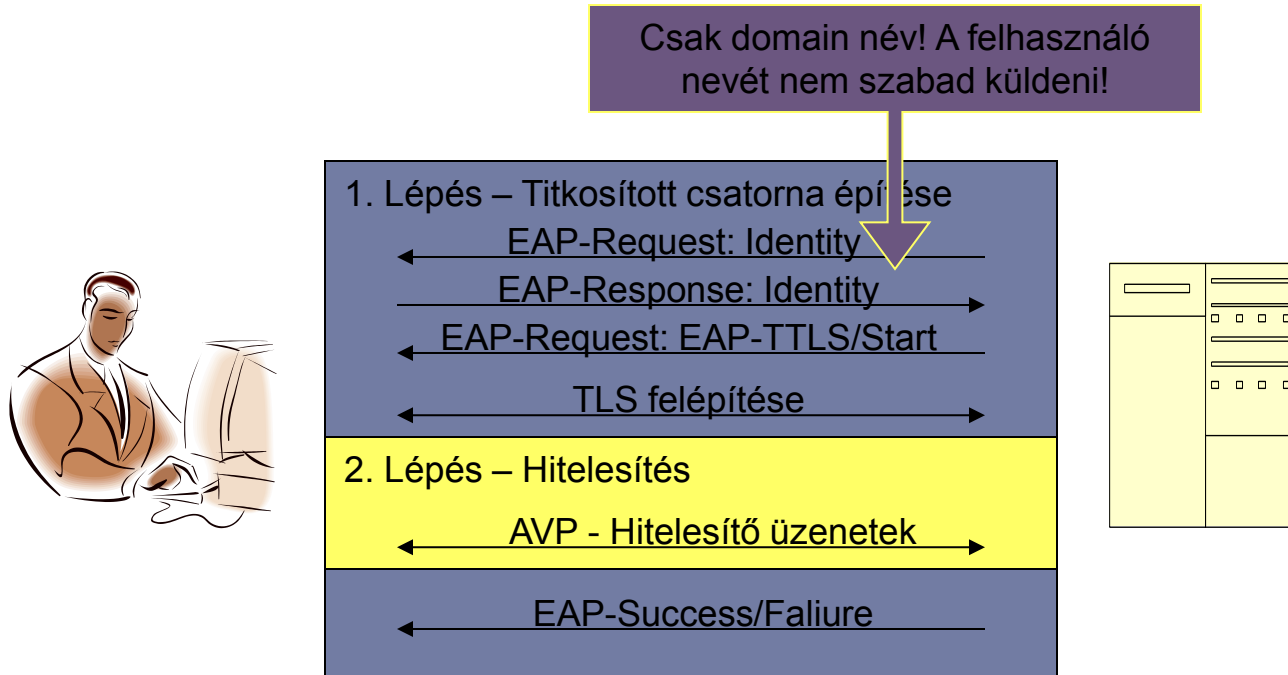 Csak domain név! A felhasználó
nevét nem szabad küldeni!
1. Lépés – Titkosított csatorna építése
EAP-Request: Identity
EAP-Response: Identity
EAP-Request: EAP-TTLS/Start
TLS felépítése
2. Lépés – Hitelesítés
AVP - Hitelesítő üzenetek
EAP-Success/Faliure